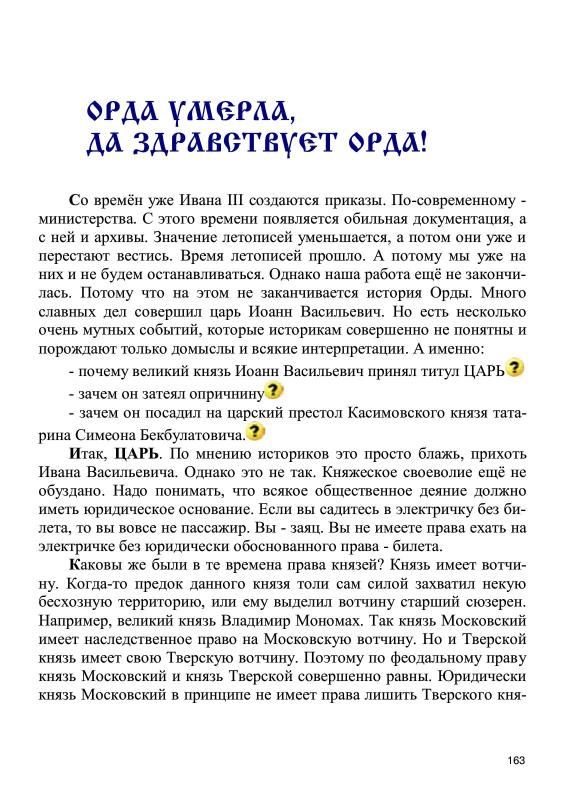 ОРДА УМЕРЛА,
ДА ЗДРАВСТВУЕТ ОРДА!
Со времён уже Ивана III создаются приказы. По-современному -
министерства. С этого времени появляется обильная документация, а
с ней и архивы. Значение летописей уменьшается, а потом они уже и
перестают вестись. Время летописей прошло. А потому мы уже на
них и не будем останавливаться. Однако наша работа ещё не закончи-
лась. Потому что на этом не заканчивается история Орды. Много
славных дел совершил царь Иоанн Васильевич. Но есть несколько
очень мутных событий, которые историкам совершенно не понятны и
порождают только домыслы и всякие интерпретации. А именно:
- почему великий князь Иоанн Васильевич принял титул ЦАРЬ?
- зачем он затеял опричнину?
- зачем он посадил на царский престол Касимовского князя тата-
рина Симеона Бекбулатовича.?
Итак, ЦАРЬ. По мнению историков это просто блажь, прихоть
Ивана Васильевича. Однако это не так. Княжеское своеволие ещё не
обуздано. Надо понимать, что всякое общественное деяние должно
иметь юридическое основание. Если вы садитесь в электричку без би-
лета, то вы вовсе не пассажир. Вы - заяц. Вы не имеете права ехать на
электричке без юридически обоснованного права - билета.
Каковы же были в те времена права князей? Князь имеет вотчи-
ну. Когда-то предок данного князя толи сам силой захватил некую
бесхозную территорию, или ему выделил вотчину старший сюзерен.
Например, великий князь Владимир Мономах. Так князь Московский
имеет наследственное право на Московскую вотчину. Но и Тверской
князь имеет свою Тверскую вотчину. Поэтому по феодальному праву
князь Московский и князь Тверской совершенно равны. Юридически
князь Московский в принципе не имеет права лишить Тверского кня-
163